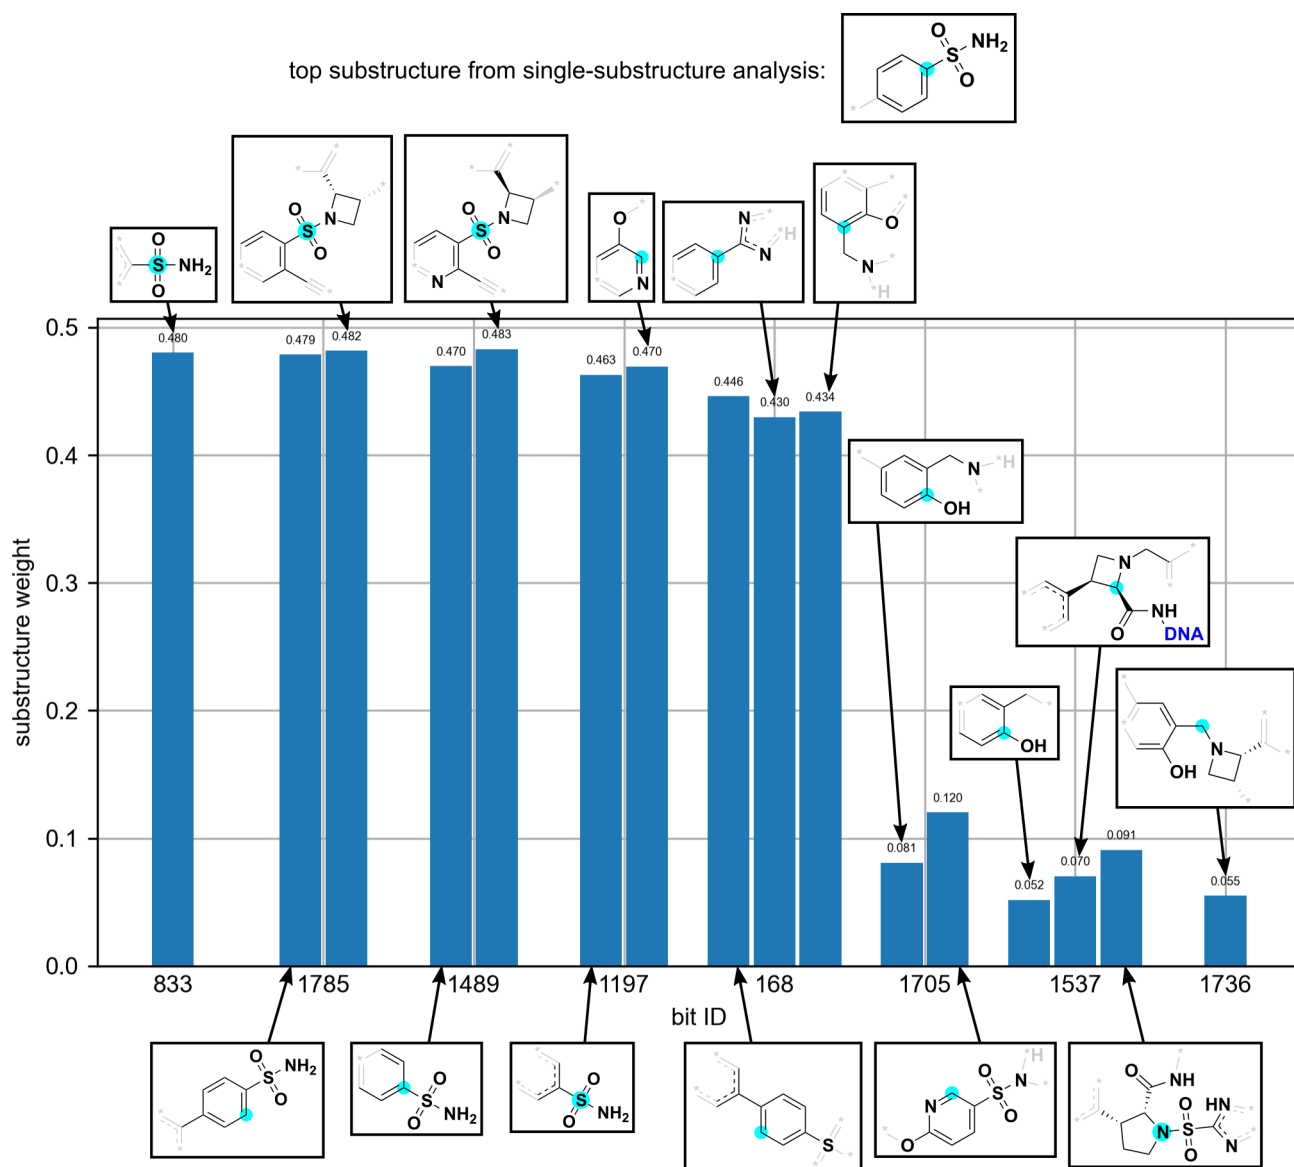 top substructure from single-substructure analysis:
O
S NH₂
O
*
* *
O
S N
O
*
*
* *
O
S N
O
N
*
*
O *
N
*
N *
N *H
*
* *
O *
N *
*H
* O
* S NH₂
O
0.5
0.480
0.479
0.482
0.470
0.483
0.463
0.470
0.446
0.430
0.434
0.4
* N *H
*
OH
0.3
N *
*
* NH
* O DNA
0.2
* *
* OH
* *
* N *
OH
*
substructure weight
0.1
0.081
0.120
0.052
0.070
0.091
0.055
0.0
833
1785
1489
1197
168
1705
1537
1736
bit ID
O
S NH₂
O
* *
* O
S
O NH₂
* O
* S NH₂
O
*
*
* *
S *
*H
O *
N S N
* O O
* *
O NH HN *
* O
N S N *
O